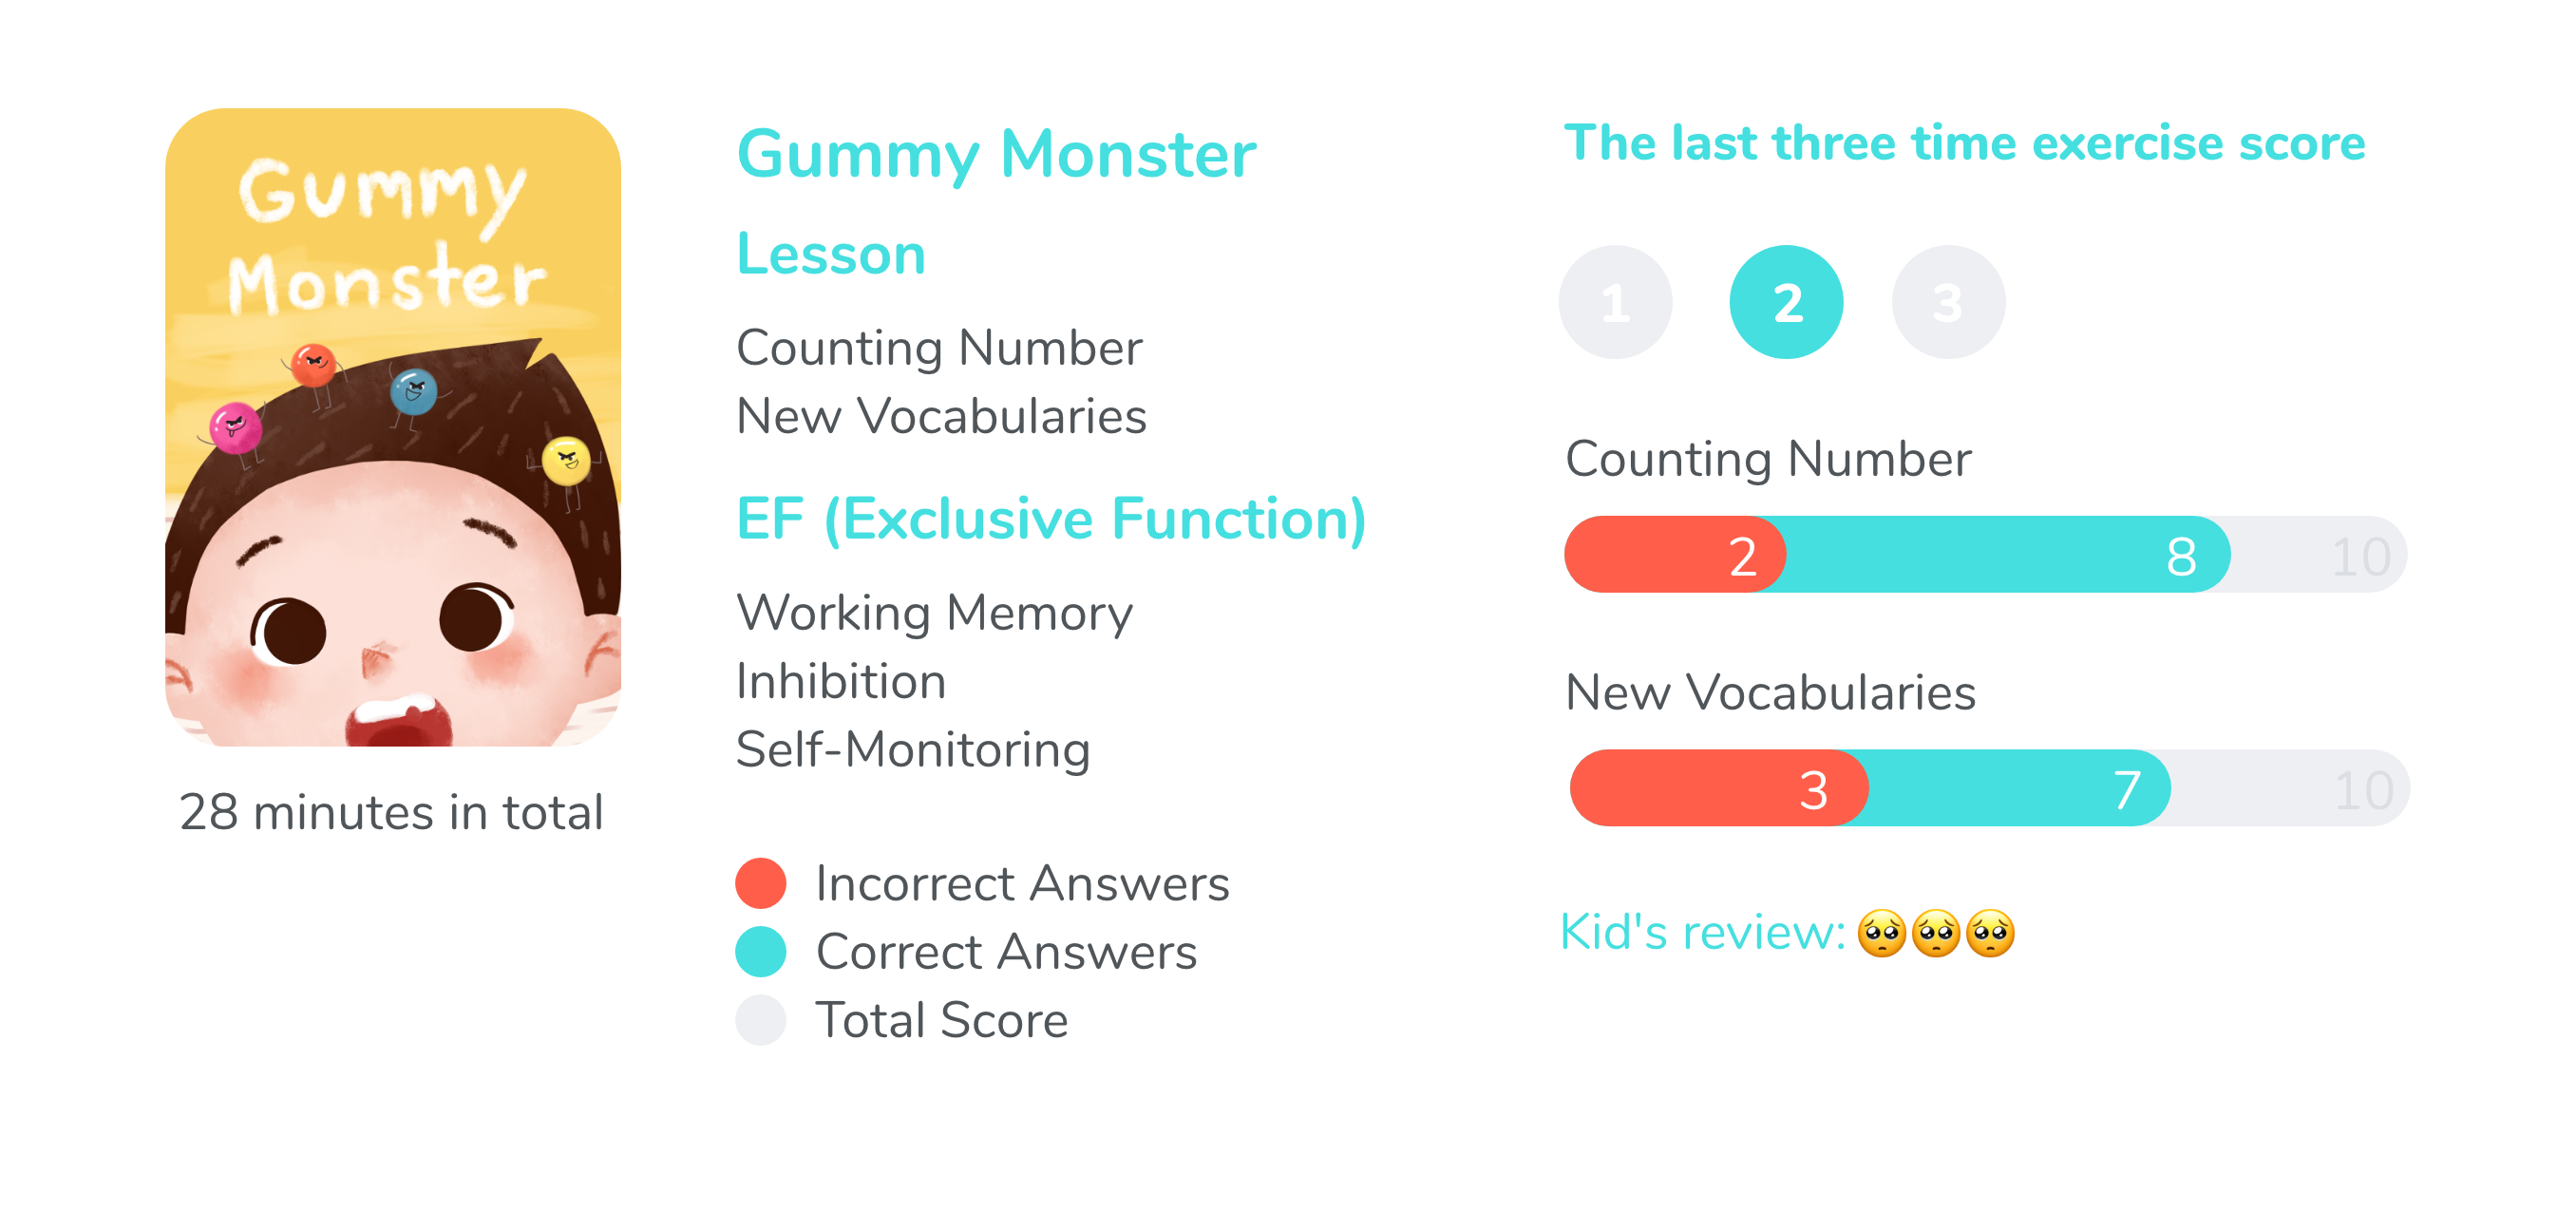 Gummy
Monster
28 minutes in total
Gummy Monster
Lesson
Counting Number
New Vocabularies
EF (Exclusive Function)
Working Memory
Inhibition
Self-Monitoring
Incorrect Answers
Correct Answers
Total Score
The last three time exercise score
1 2 3
Counting Number
2 8 10
New Vocabularies
3 7 10
Kid's review: 🥺🥺🥺